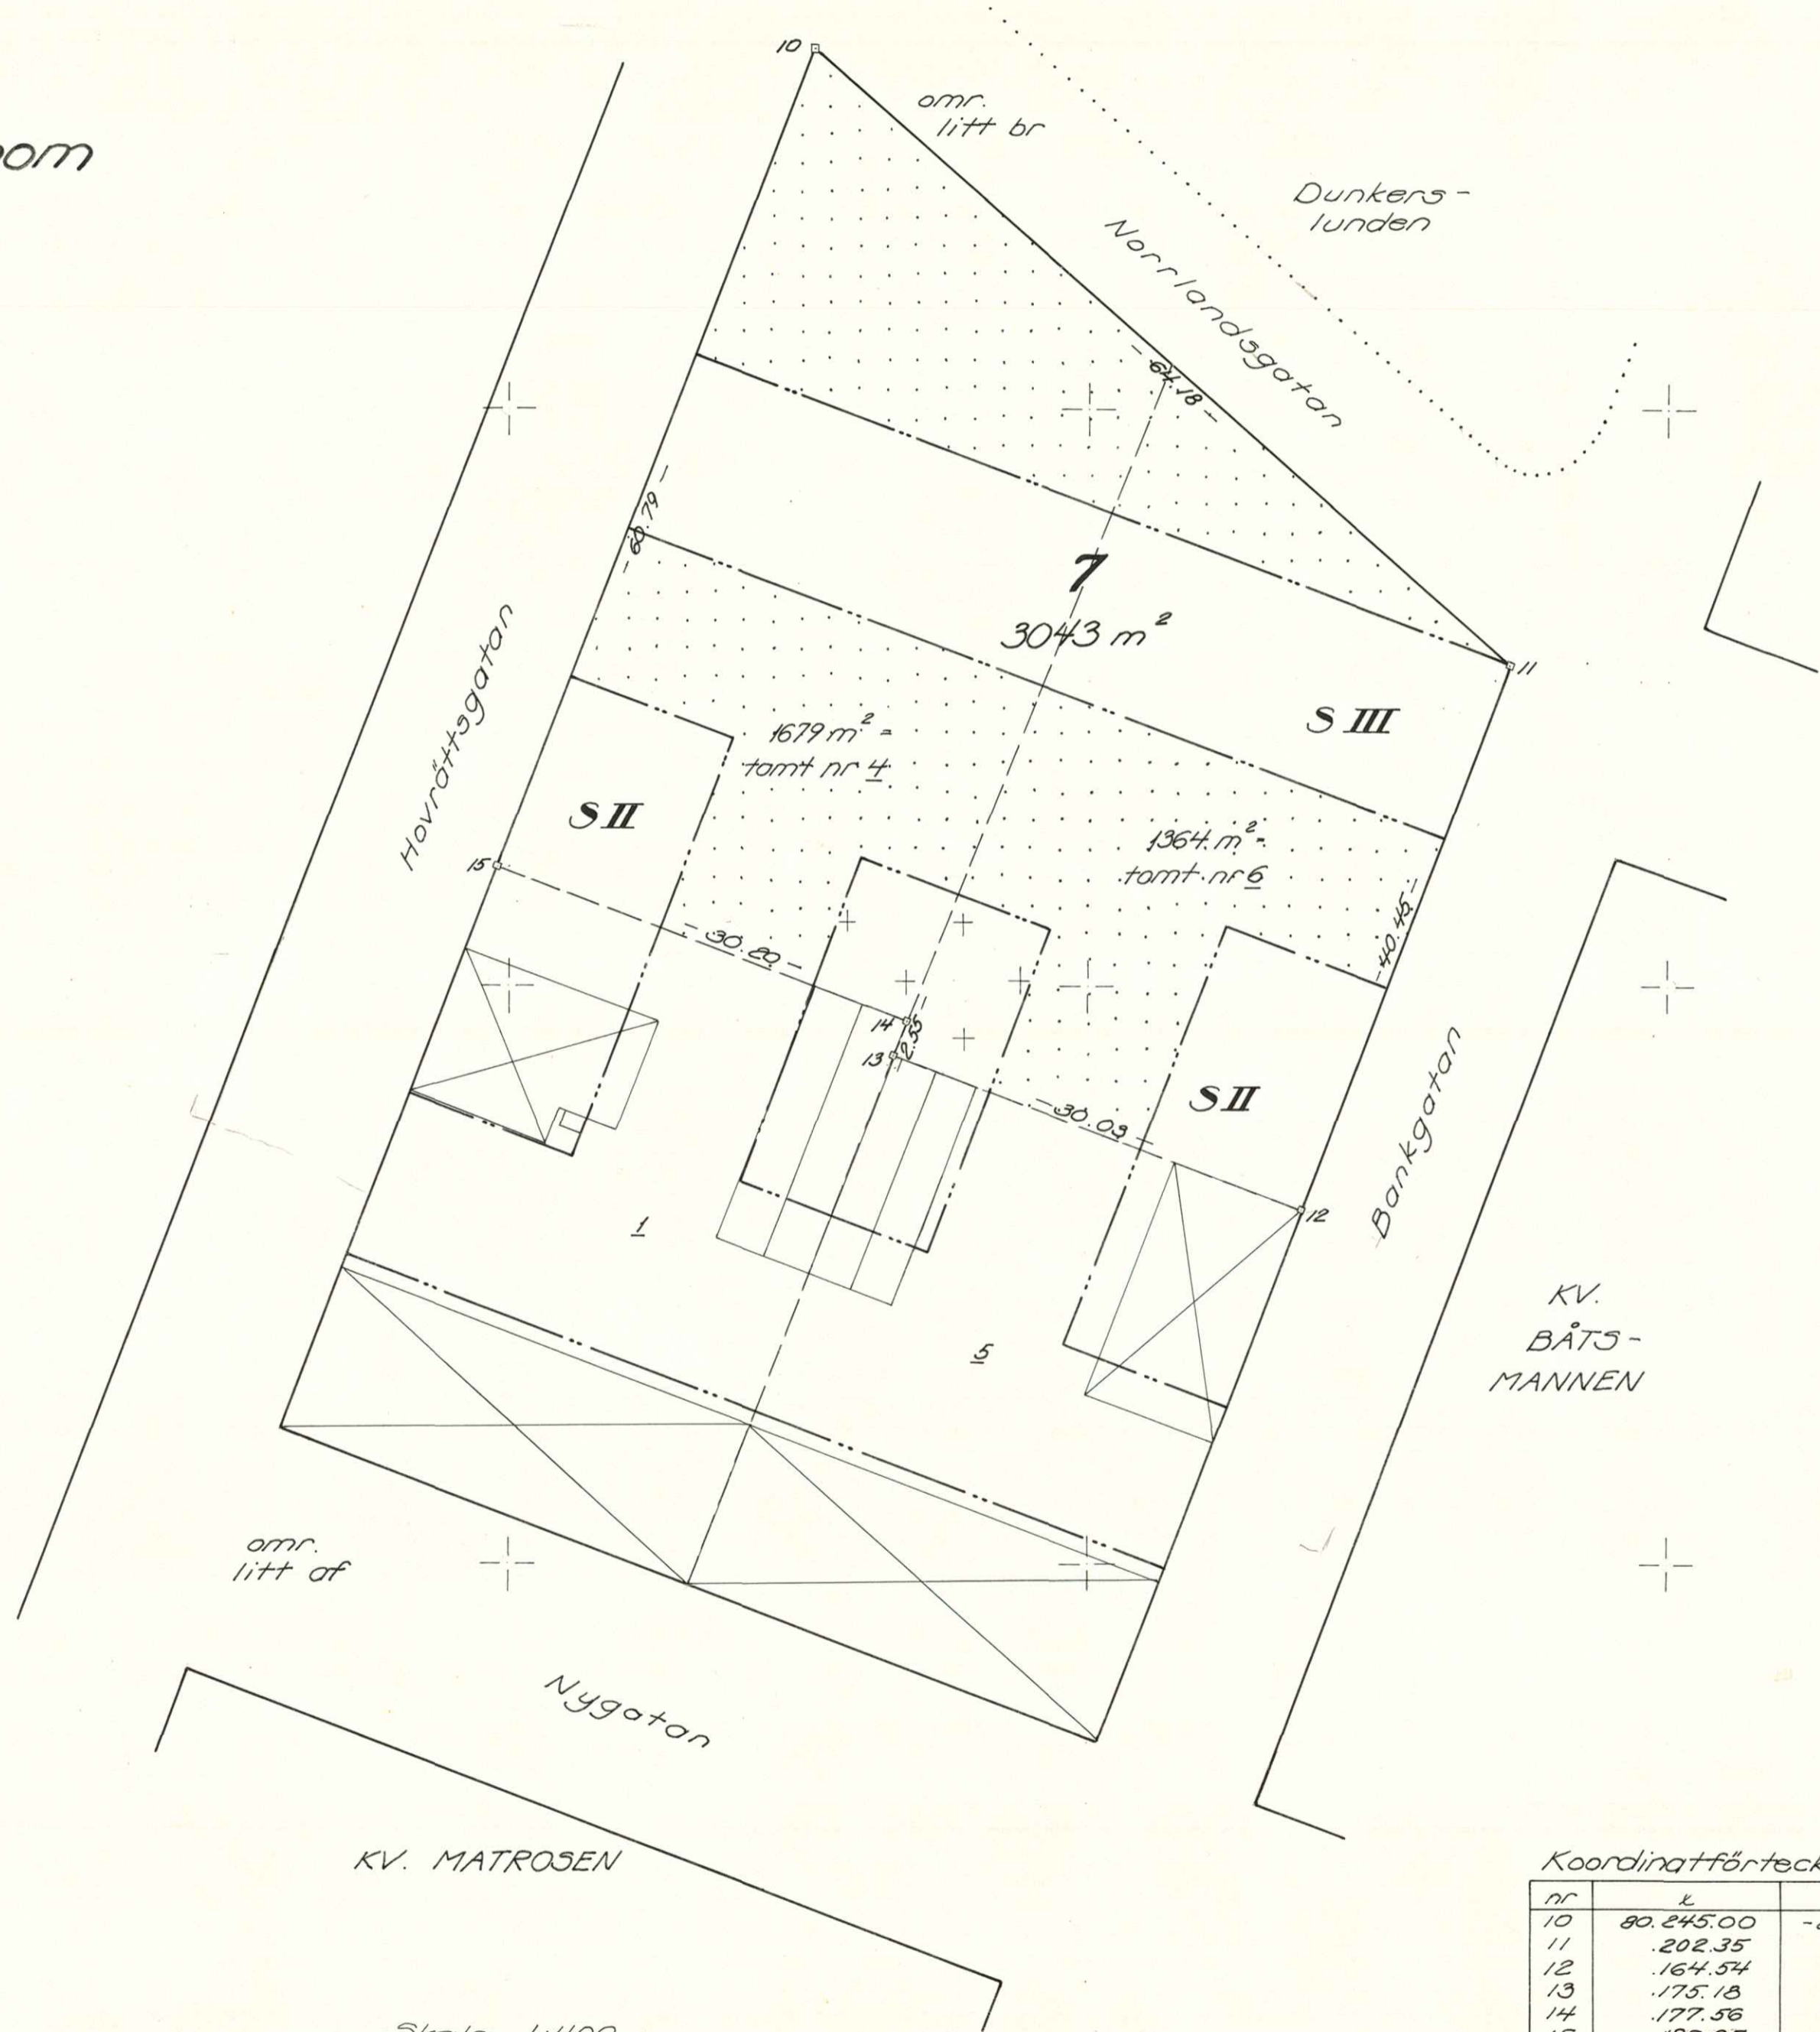 10
omr.
litt br
Dunkers-
lunden
Norrlandsgatan
64.18
60.79
7
3043 m²
11
S III
Hovrättsgatan
1679 m² =
tomt nr 4
S II
1364 m² =
tomt nr 6
15
30.20
40.45
14
2.55
13
30.03
S II
Bankgatan
12
1
KV.
BÅTS-
MANNEN
5
omr.
litt af
Nygatan
KV. MATROSEN
Koordinatförteck
nr x
10 80.245.00
11 .202.35
12 .164.54
13 .175.18
14 .177.56